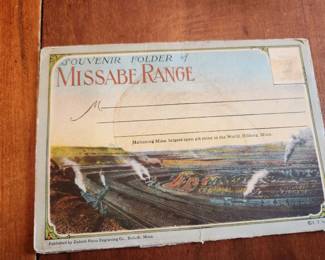 SOUVENIR FOLDER of
MISSABE RANGE
M
Mahoning Mine, largest open pit mine in the World, Hibbing, Minn.
Published by Duluth Photo Engraving Co., Duluth, Minn.